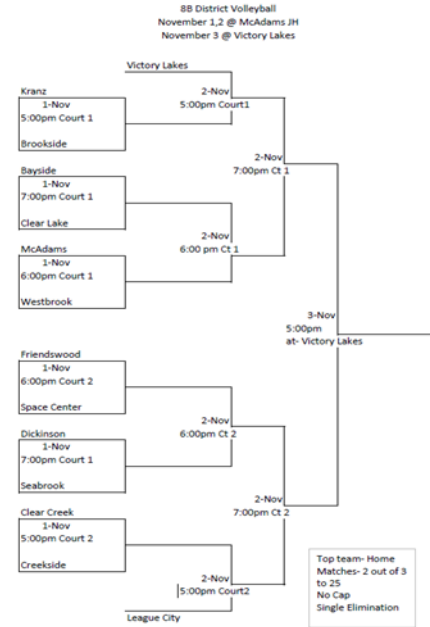 8B District Volleyball
November 1,2 @ McAdams JH
November 3 @ Victory Lakes
Victory Lakes
2-Nov
5:00pm Court1
Kranz
1-Nov
5:00pm Court 1
Brookside
2-Nov
7:00pm Ct 1
Bayside
1-Nov
7:00pm Court 1
Clear Lake
2-Nov
6:00 pm Ct 1
McAdams
1-Nov
6:00pm Court 1
Westbrook
3-Nov
5:00pm
at- Victory Lakes
Friendswood
1-Nov
6:00pm Court 2
Space Center
2-Nov
6:00pm Ct 2
Dickinson
1-Nov
7:00pm Court 1
Seabrook
2-Nov
7:00pm Ct 2
Clear Creek
1-Nov
5:00pm Court 2
Creekside
2-Nov
5:00pm Court2
League City
Top team- Home
Matches- 2 out of 3
to 25
No Cap
Single Elimination